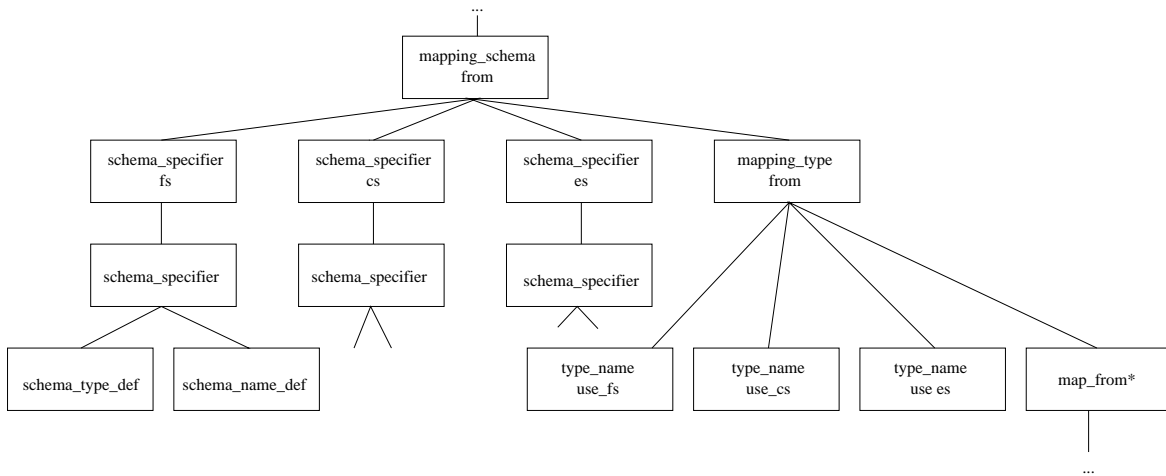 ...
mapping_schema
from
schema_specifier
fs
schema_specifier
cs
schema_specifier
es
mapping_type
from
schema_specifier
schema_specifier
schema_specifier
schema_type_def
schema_name_def
type_name
use_fs
type_name
use_cs
type_name
use es
map_from*
...